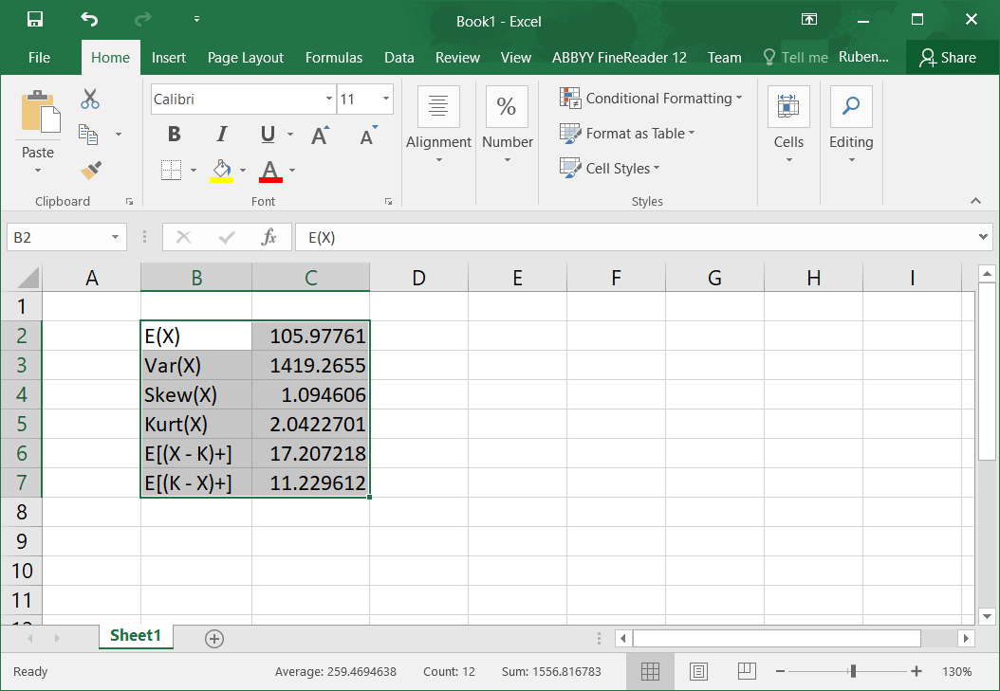 Book1 - Excel
File Home Insert Page Layout Formulas Data Review View ABBYY FineReader 12 Team Tell me Ruben... Share
Calibri 11
Paste B I U A A Alignment % Number Conditional Formatting Format as Table Cell Styles Cells Editing
A
Clipboard Font Styles
B2 fx E(X)
A B C D E F G H I
1
2 E(X) 105.97761
3 Var(X) 1419.2655
4 Skew(X) 1.094606
5 Kurt(X) 2.0422701
6 E[(X - K)+] 17.207218
7 E[(K - X)+] 11.229612
8
9
10
11
12
Sheet1
Ready Average: 259.4694638 Count: 12 Sum: 1556.816783 130%